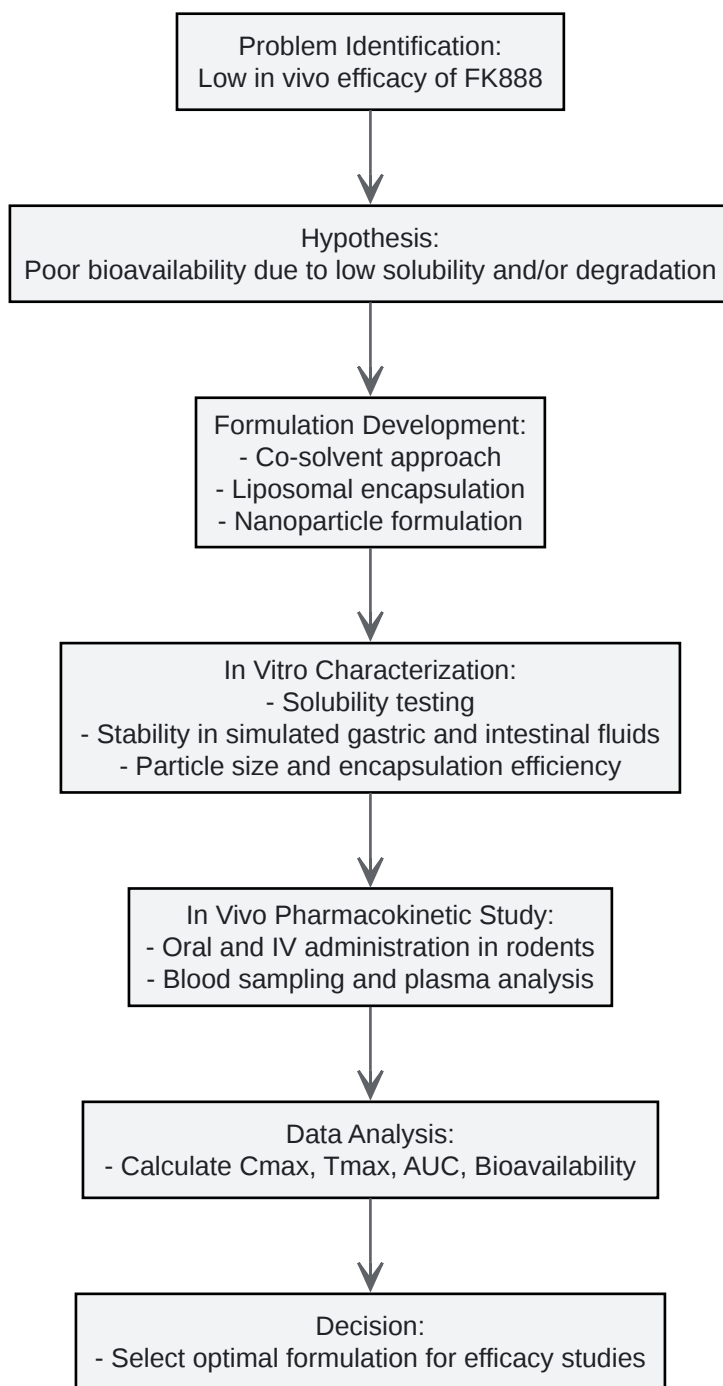 Problem Identification:
Low in vivo efficacy of FK888
Hypothesis:
Poor bioavailability due to low solubility and/or degradation
Formulation Development:
- Co-solvent approach
- Liposomal encapsulation
- Nanoparticle formulation
In Vitro Characterization:
- Solubility testing
- Stability in simulated gastric and intestinal fluids
- Particle size and encapsulation efficiency
In Vivo Pharmacokinetic Study:
- Oral and IV administration in rodents
- Blood sampling and plasma analysis
Data Analysis:
- Calculate Cmax, Tmax, AUC, Bioavailability
Decision:
- Select optimal formulation for efficacy studies